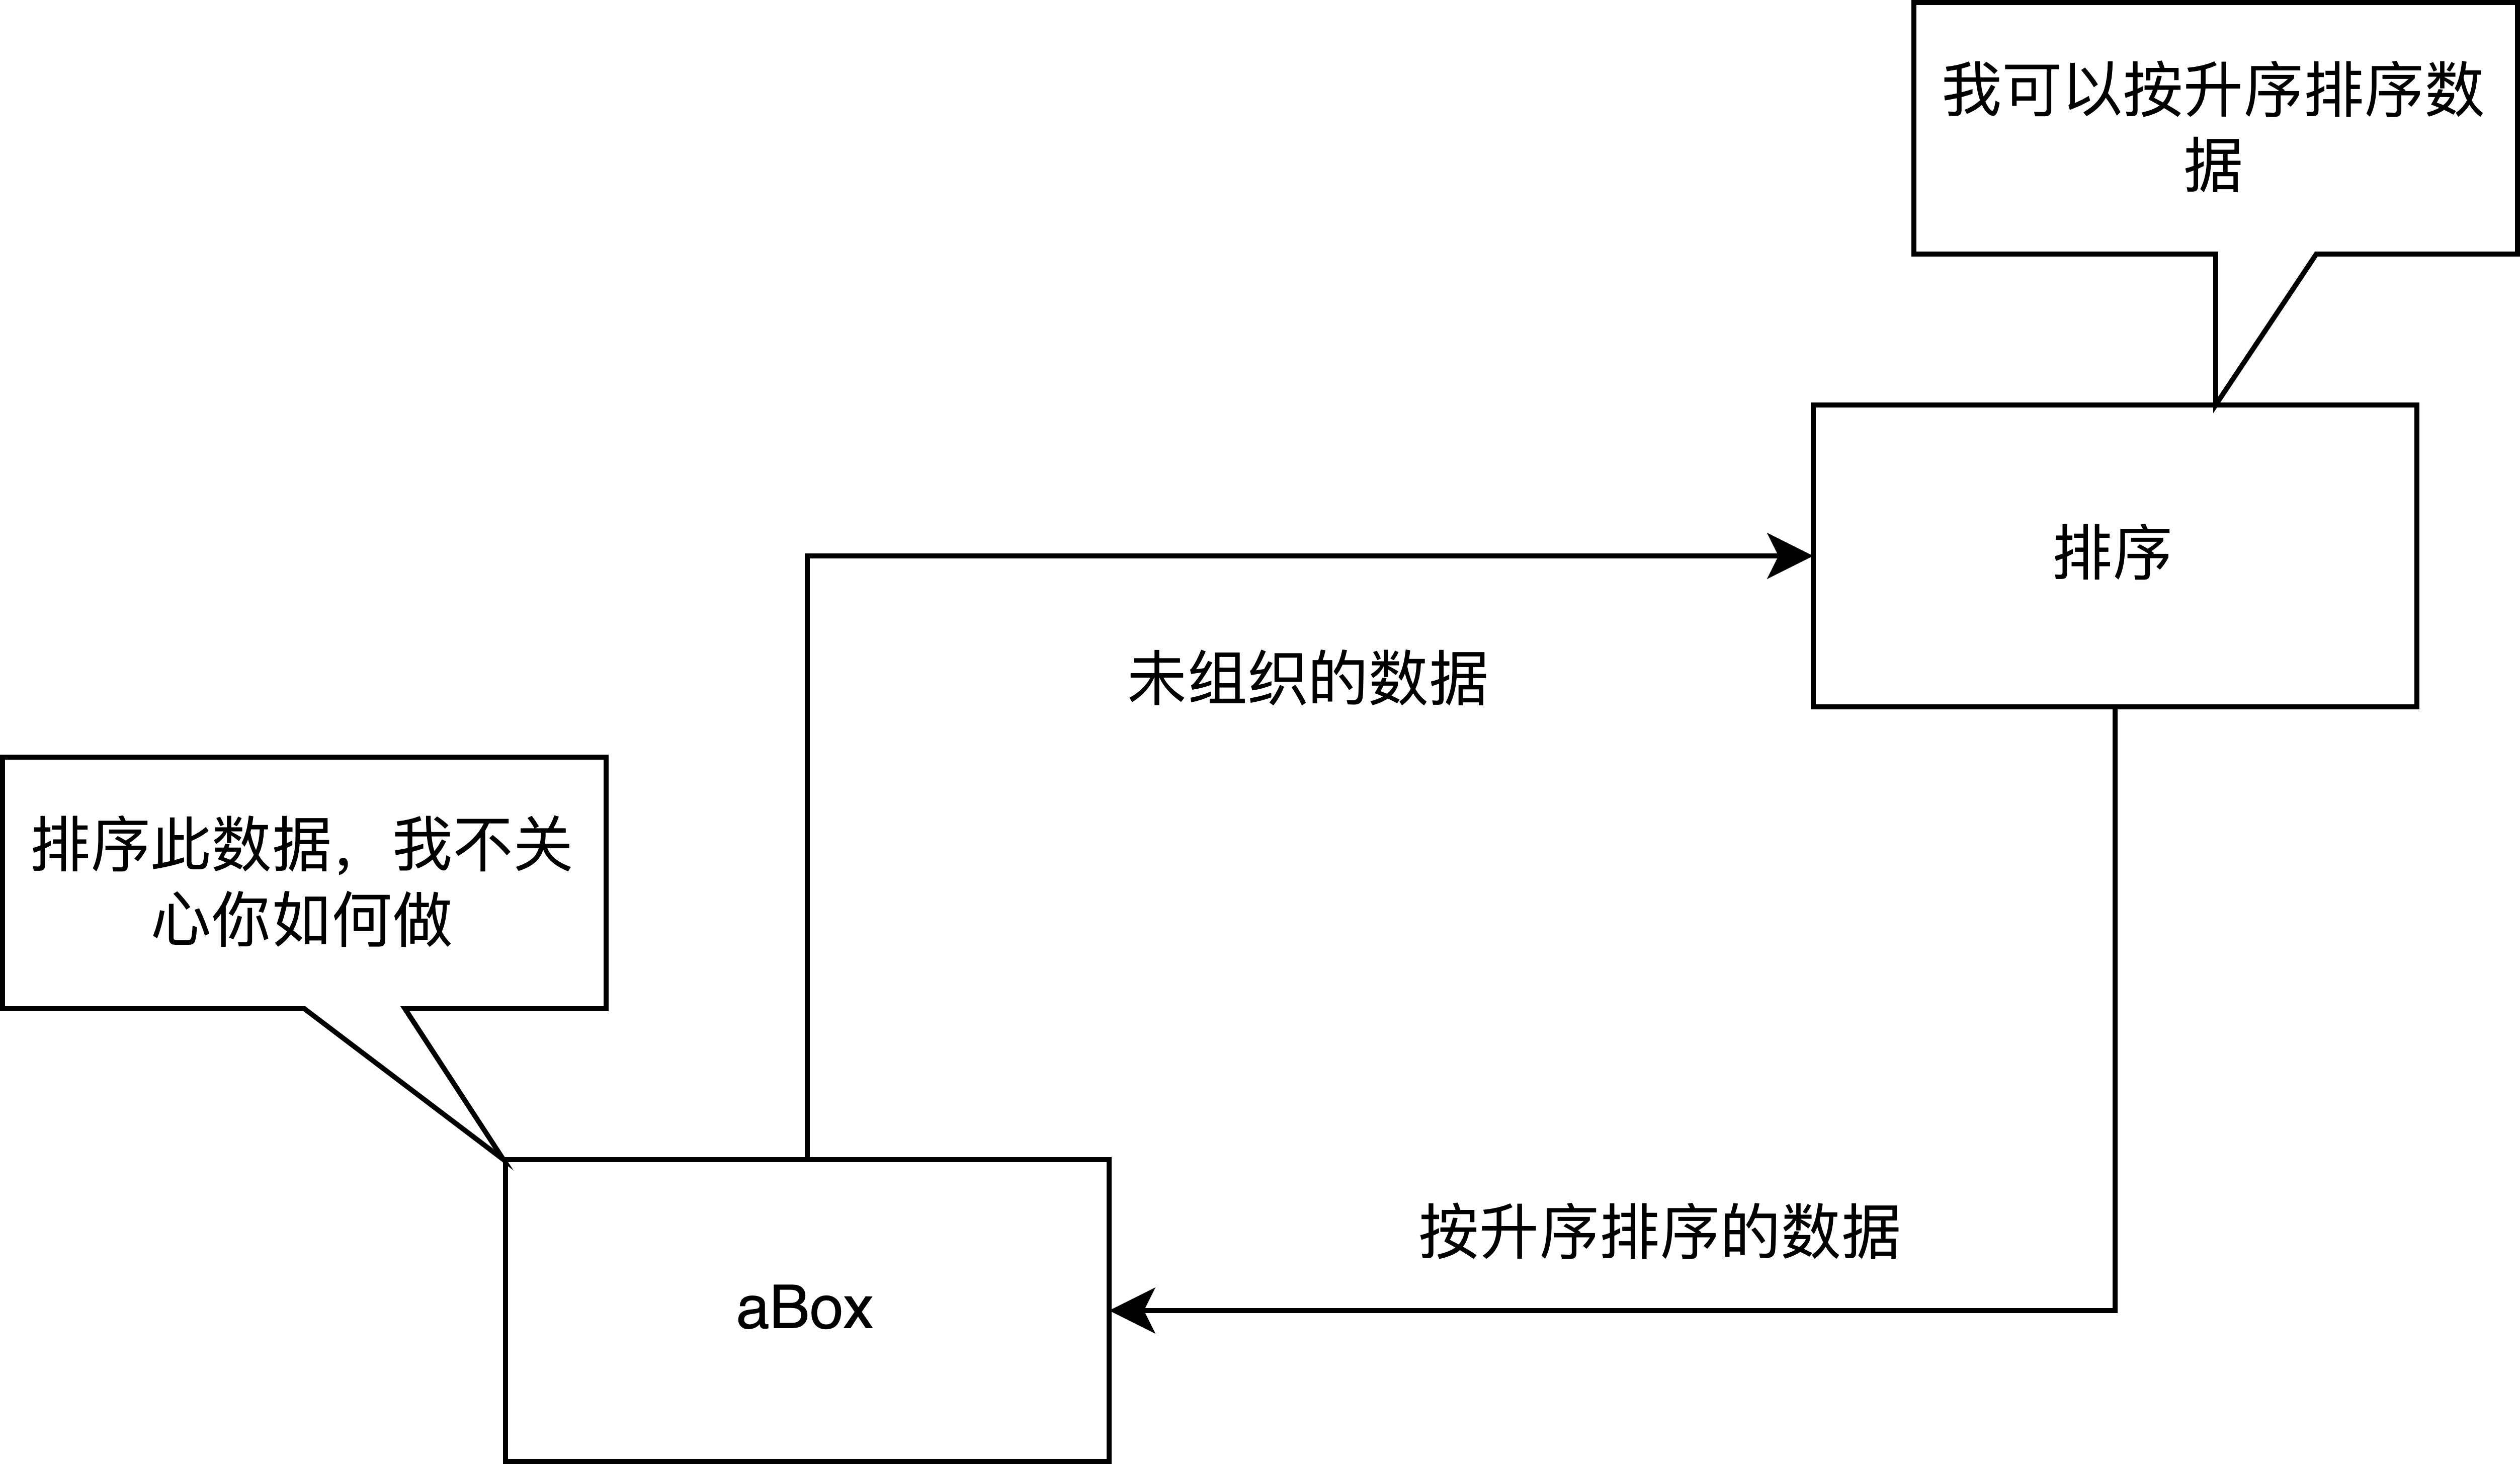 我可以按升序排序数
据
排序
未组织的数据
排序此数据，我不关
心你如何做
按升序排序的数据
aBox